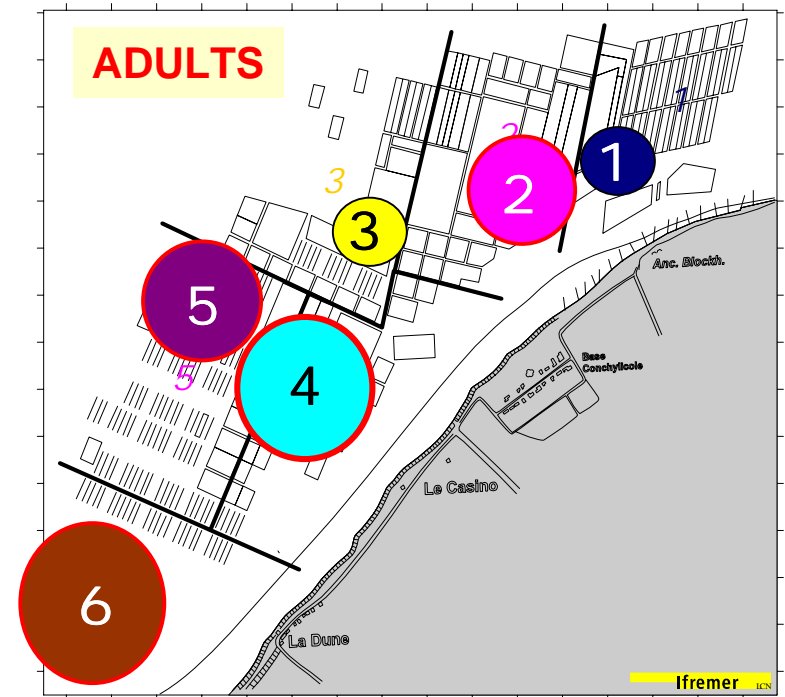 ADULTS
1
2
1
2
3
3
Anc. Blockh.
5
Base
Conchylicole
5
4
Le Casino
6
La Dune
Ifremer
LCN